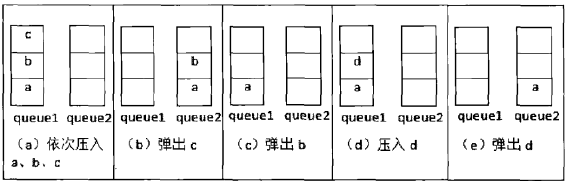 c
b
a
queue1 queue2
(a) 依次压入
a、b、c
b
a
queue1 queue2
(b) 弹出 c
a
queue1 queue2
(c) 弹出 b
d
a
queue1 queue2
(d) 压入 d
a
queue1 queue2
(e) 弹出 d